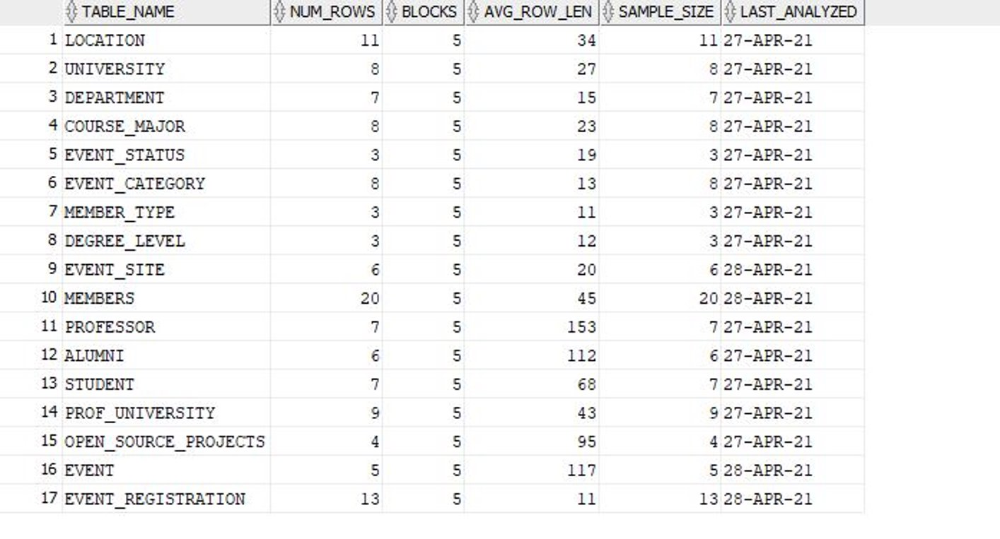 TABLE_NAME NUM_ROWS BLOCKS AVG_ROW_LEN SAMPLE_SIZE LAST_ANALYZED
1 LOCATION 11 5 34 11 27-APR-21
2 UNIVERSITY 8 5 27 8 27-APR-21
3 DEPARTMENT 7 5 15 7 27-APR-21
4 COURSE_MAJOR 8 5 23 8 27-APR-21
5 EVENT_STATUS 3 5 19 3 27-APR-21
6 EVENT_CATEGORY 8 5 13 8 27-APR-21
7 MEMBER_TYPE 3 5 11 3 27-APR-21
8 DEGREE_LEVEL 3 5 12 3 27-APR-21
9 EVENT_SITE 6 5 20 6 28-APR-21
10 MEMBERS 20 5 45 20 28-APR-21
11 PROFESSOR 7 5 153 7 27-APR-21
12 ALUMNI 6 5 112 6 27-APR-21
13 STUDENT 7 5 68 7 27-APR-21
14 PROF_UNIVERSITY 9 5 43 9 27-APR-21
15 OPEN_SOURCE_PROJECTS 4 5 95 4 27-APR-21
16 EVENT 5 5 117 5 28-APR-21
17 EVENT_REGISTRATION 13 5 11 13 28-APR-21